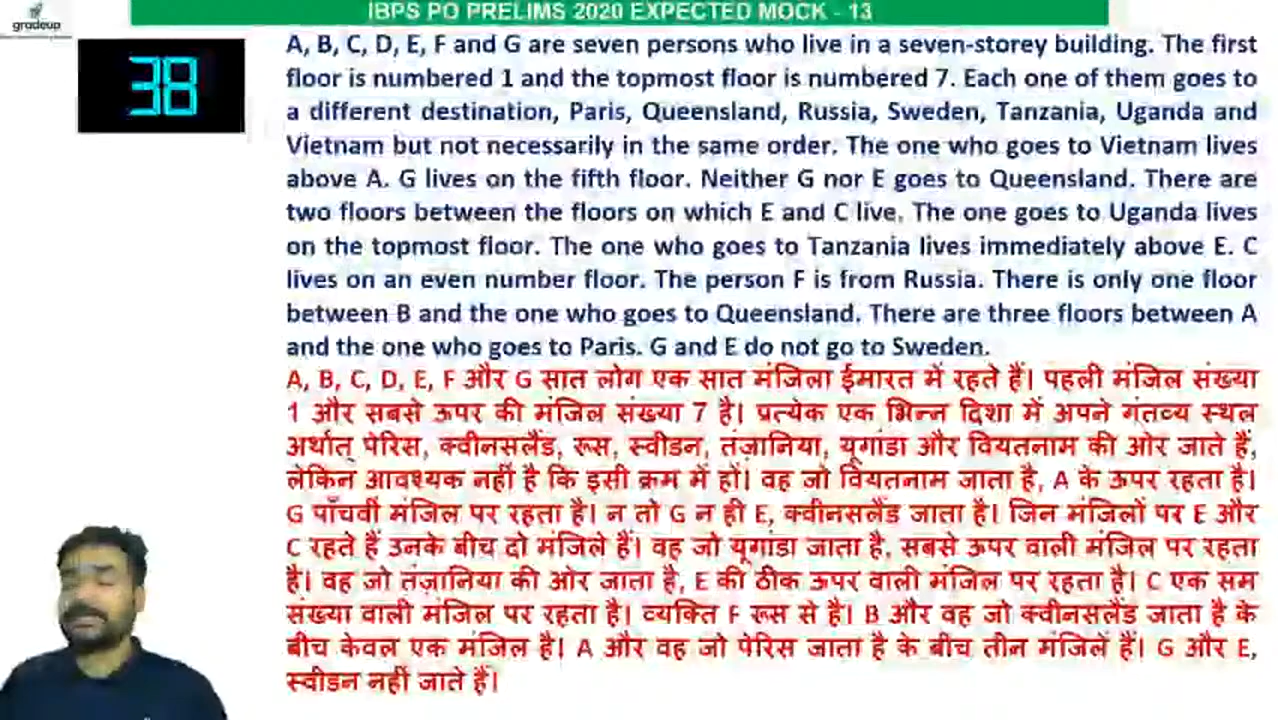 gradeup
IBPS PO PRELIMS 2020 EXPECTED MOCK - 13
38
A, B, C, D, E, F and G are seven persons who live in a seven-storey building. The first
floor is numbered 1 and the topmost floor is numbered 7. Each one of them goes to
a different destination, Paris, Queensland, Russia, Sweden, Tanzania, Uganda and
Vietnam but not necessarily in the same order. The one who goes to Vietnam lives
above A. G lives on the fifth floor. Neither G nor E goes to Queensland. There are
two floors between the floors on which E and C live. The one goes to Uganda lives
on the topmost floor. The one who goes to Tanzania lives immediately above E. C
lives on an even number floor. The person F is from Russia. There is only one floor
between B and the one who goes to Queensland. There are three floors between A
and the one who goes to Paris. G and E do not go to Sweden.
A, B, C, D, E, F और G सात लोग एक सात मंजिला ईमारत में रहते हैं। पहली मंजिल संख्या
1 और सबसे ऊपर की मंजिल संख्या 7 है। प्रत्येक एक भिन्न दिशा में अपने गंतव्य स्थल
अर्थात् पेरिस, क्वीनसलैंड, रूस, स्वीडन, तंज़ानिया, यूगांडा और वियतनाम की ओर जाते हैं,
लेकिन आवश्यक नहीं है कि इसी क्रम में हों। वह जो वियतनाम जाता है, A के ऊपर रहता है।
G पाँचवीं मंजिल पर रहता है। न तो G न ही E, क्वीनसलैंड जाता है। जिन मंजिलों पर E और
C रहते हैं उनके बीच दो मंजिलें हैं। वह जो यूगांडा जाता है, सबसे ऊपर वाली मंजिल पर रहता
है। वह जो तंज़ानिया की ओर जाता है, E की ठीक ऊपर वाली मंजिल पर रहता है। C एक सम
संख्या वाली मंजिल पर रहता है। व्यक्ति F रूस से है। B और वह जो क्वीनसलैंड जाता है के
बीच केवल एक मंजिल है। A और वह जो पेरिस जाता है के बीच तीन मंजिलें हैं। G और E,
स्वीडन नहीं जाते हैं।